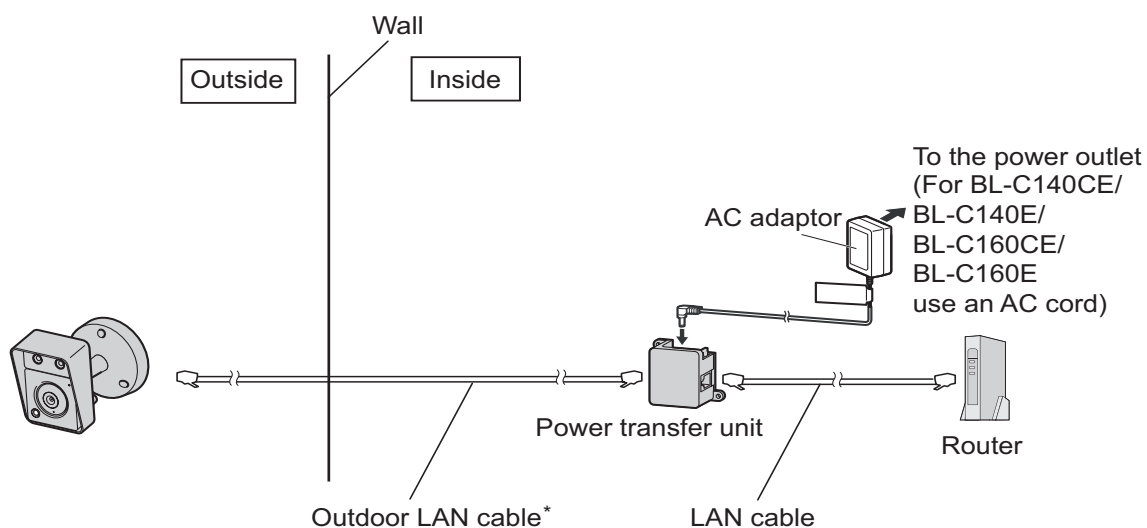 Wall
Outside
Inside
To the power outlet
(For BL-C140CE/
AC adaptor
BL-C140E/
BL-C160CE/
BL-C160E
use an AC cord)
Power transfer unit
Router
Outdoor LAN cable*
LAN cable